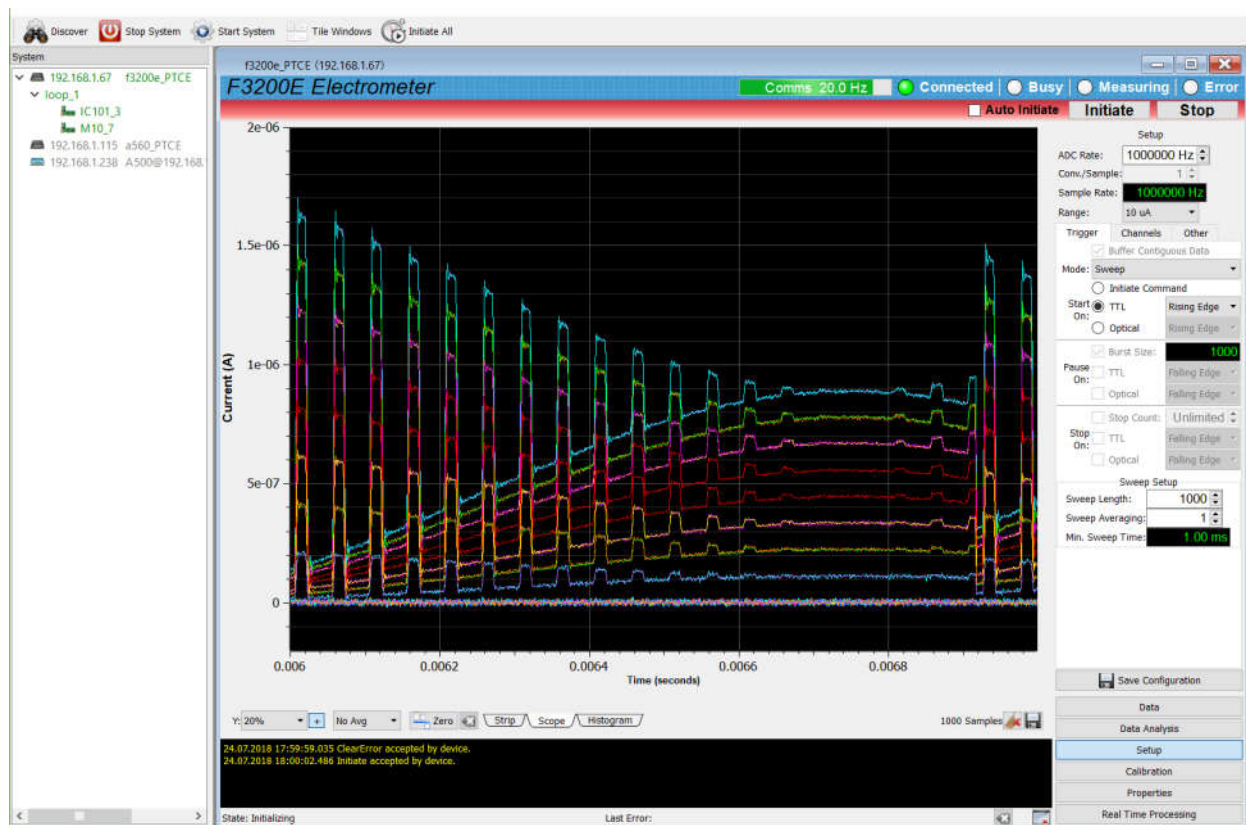 Discover Stop System Start System Tile Windows Initiate All
System
192.168.1.67 f3200e_PTCE
loop_1
IC101_3
M10_7
192.168.1.115 a560_PTCE
192.168.1.238 A500@192.168.
f3200e_PTCE (192.168.1.67)
F3200E Electrometer Comms 20.0 Hz Connected Busy Measuring Error
Auto Initiate Initiate Stop
2e-06
1.5e-06
1e-06
5e-07
0
Current (A)
0.006 0.0062 0.0064 0.0066 0.0068
Time (seconds)
Setup
ADC Rate: 1000000 Hz
Conv./Sample: 1
Sample Rate: 1000000 Hz
Range: 10 uA
Trigger Channels Other
Buffer Contiguous Data
Mode: Sweep
Initiate Command
Start On: TTL Rising Edge
Optical Rising Edge
Burst Size: 1000
Pause On: TTL Falling Edge
Optical Falling Edge
Stop Count: Unlimited
Stop On: TTL Falling Edge
Optical Falling Edge
Sweep Setup
Sweep Length: 1000
Sweep Averaging: 1
Min. Sweep Time: 1.00 ms
Save Configuration
Y: 20% + No Avg Zero Strip Scope Histogram 1000 Samples
Data
Data Analysis
Setup
Calibration
Properties
Real Time Processing
24.07.2018 17:59:59.035 ClearError accepted by device.
24.07.2018 18:00:02.486 Initiate accepted by device.
State: Initializing Last Error: